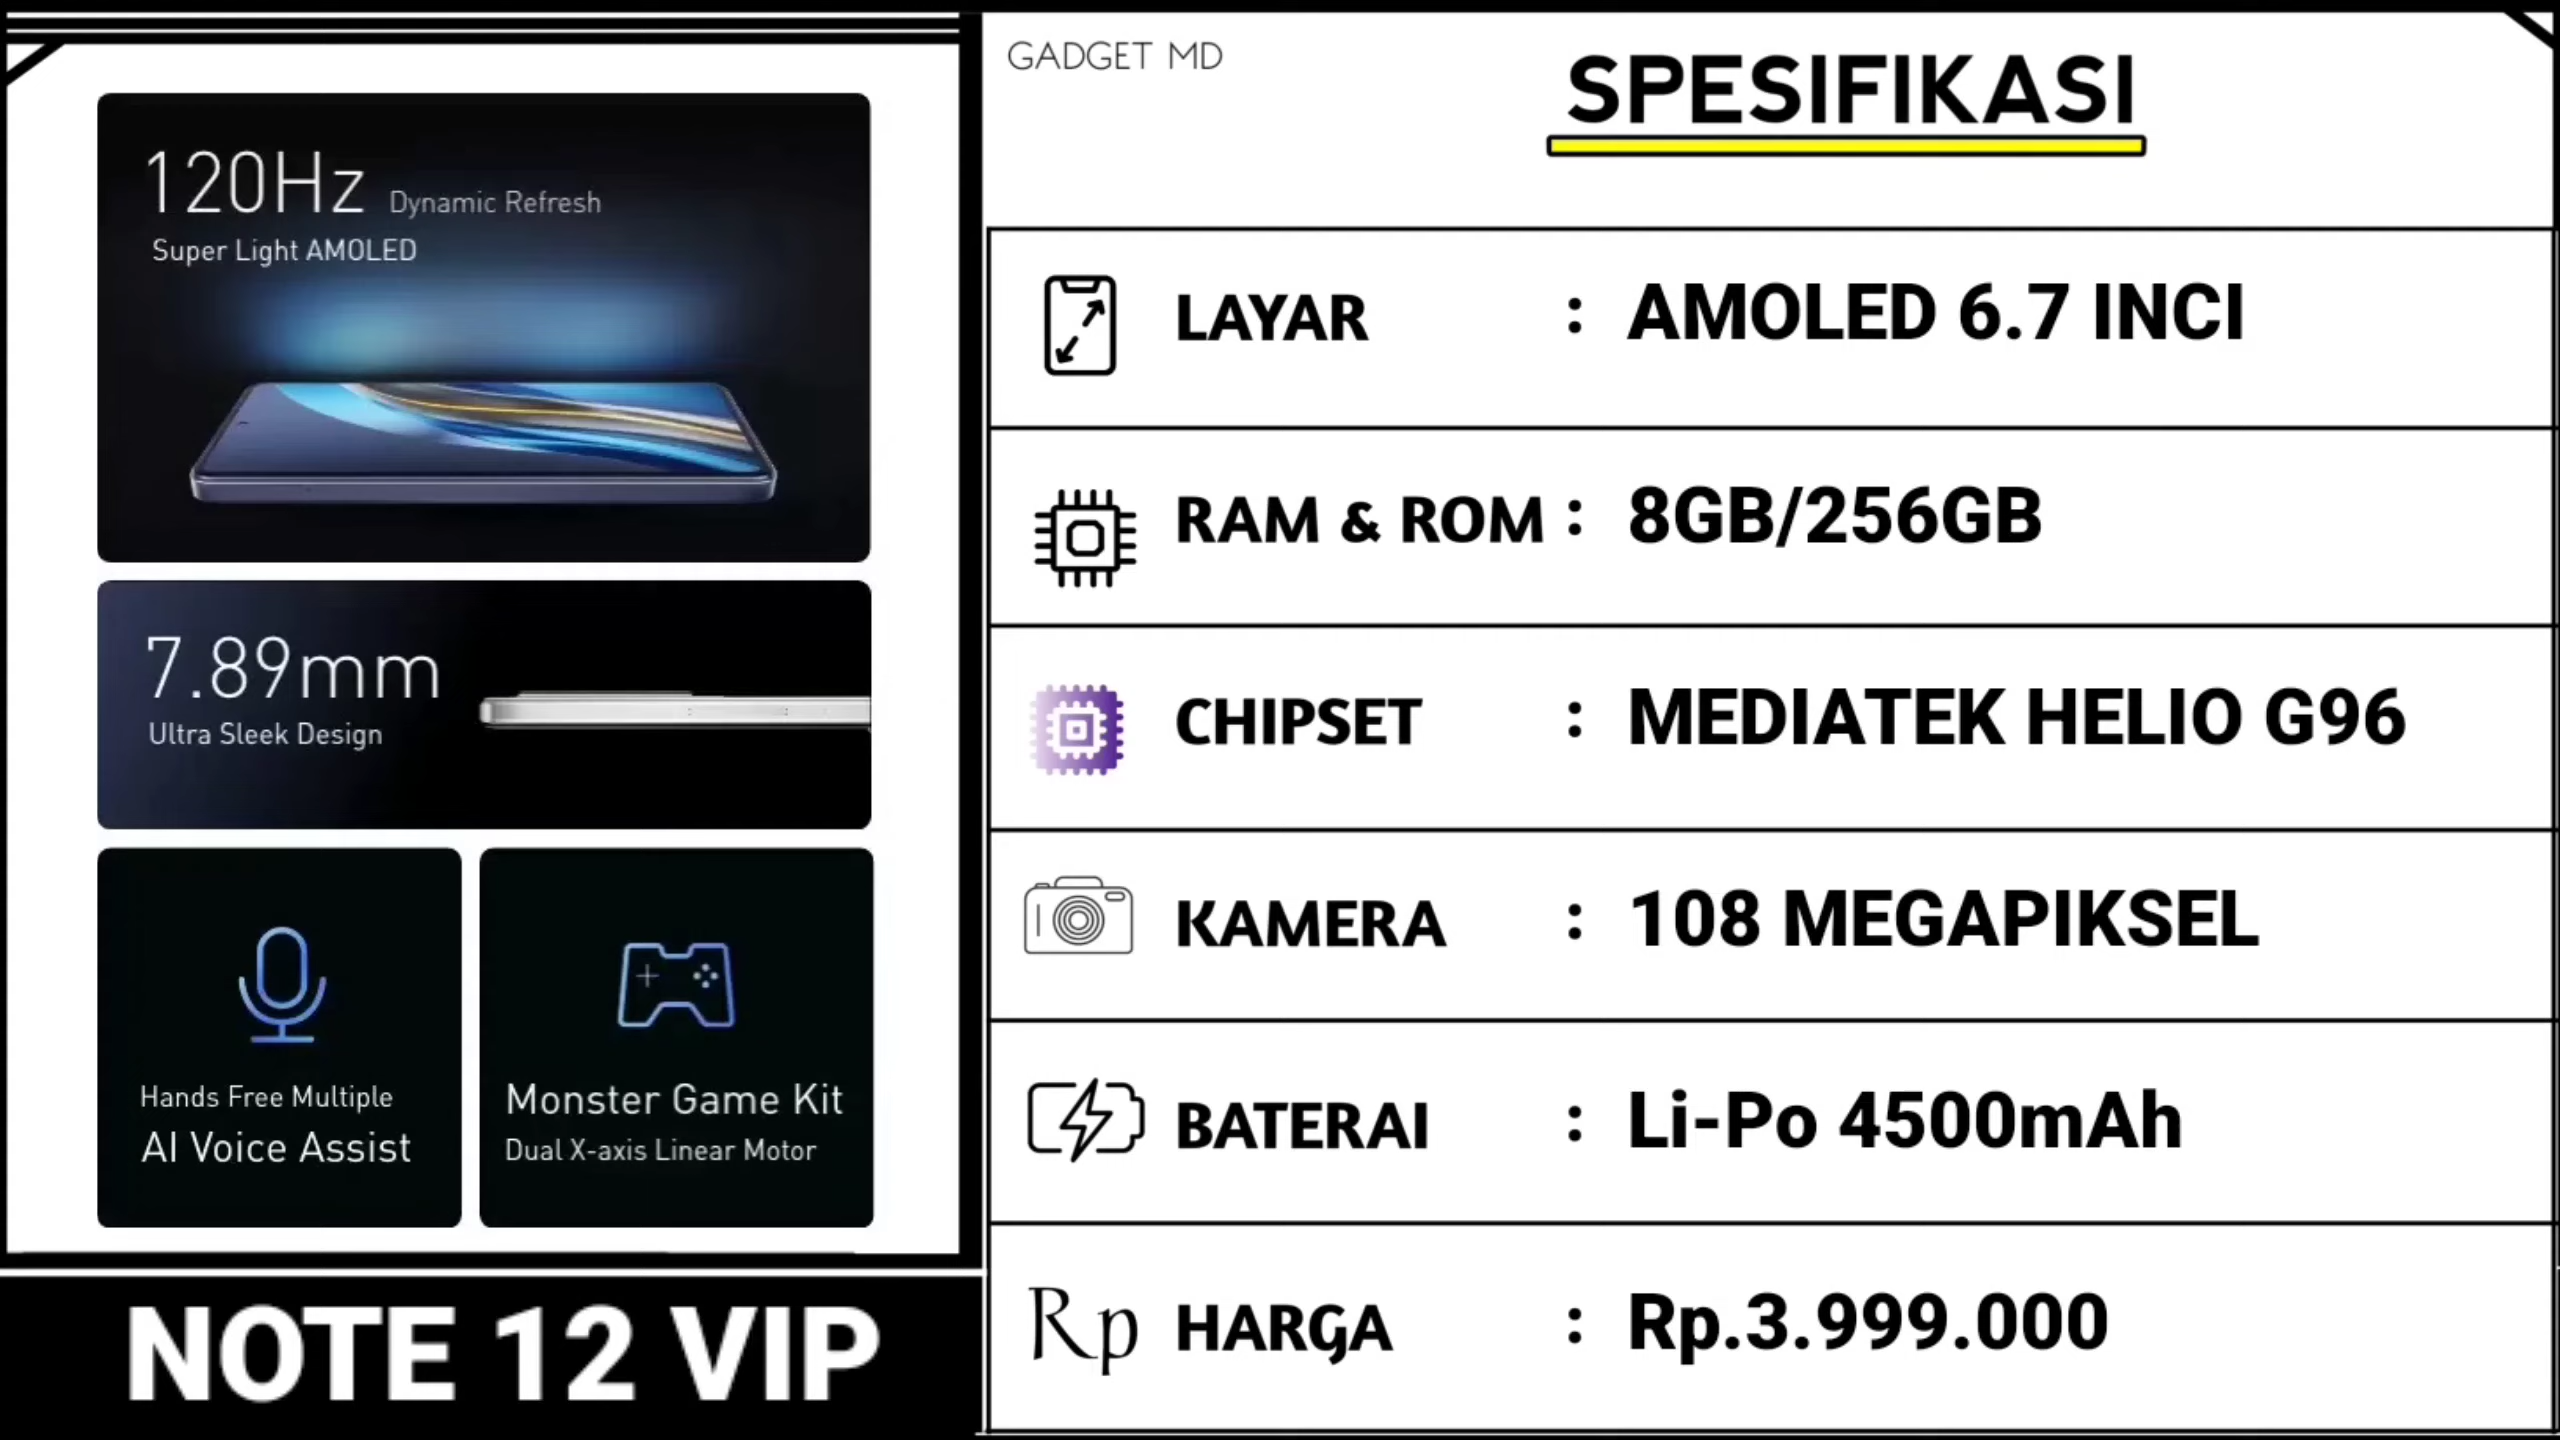 120Hz Dynamic Refresh
Super Light AMOLED
7.89mm
Ultra Sleek Design
Hands Free Multiple
AI Voice Assist
Monster Game Kit
Dual X-axis Linear Motor
NOTE 12 VIP
GADGET MD
SPESIFIKASI
LAYAR : AMOLED 6.7 INCI
RAM & ROM : 8GB/256GB
CHIPSET : MEDIATEK HELIO G96
KAMERA : 108 MEGAPIKSEL
BATERAI : Li-Po 4500mAh
Rp HARGA : Rp.3.999.000